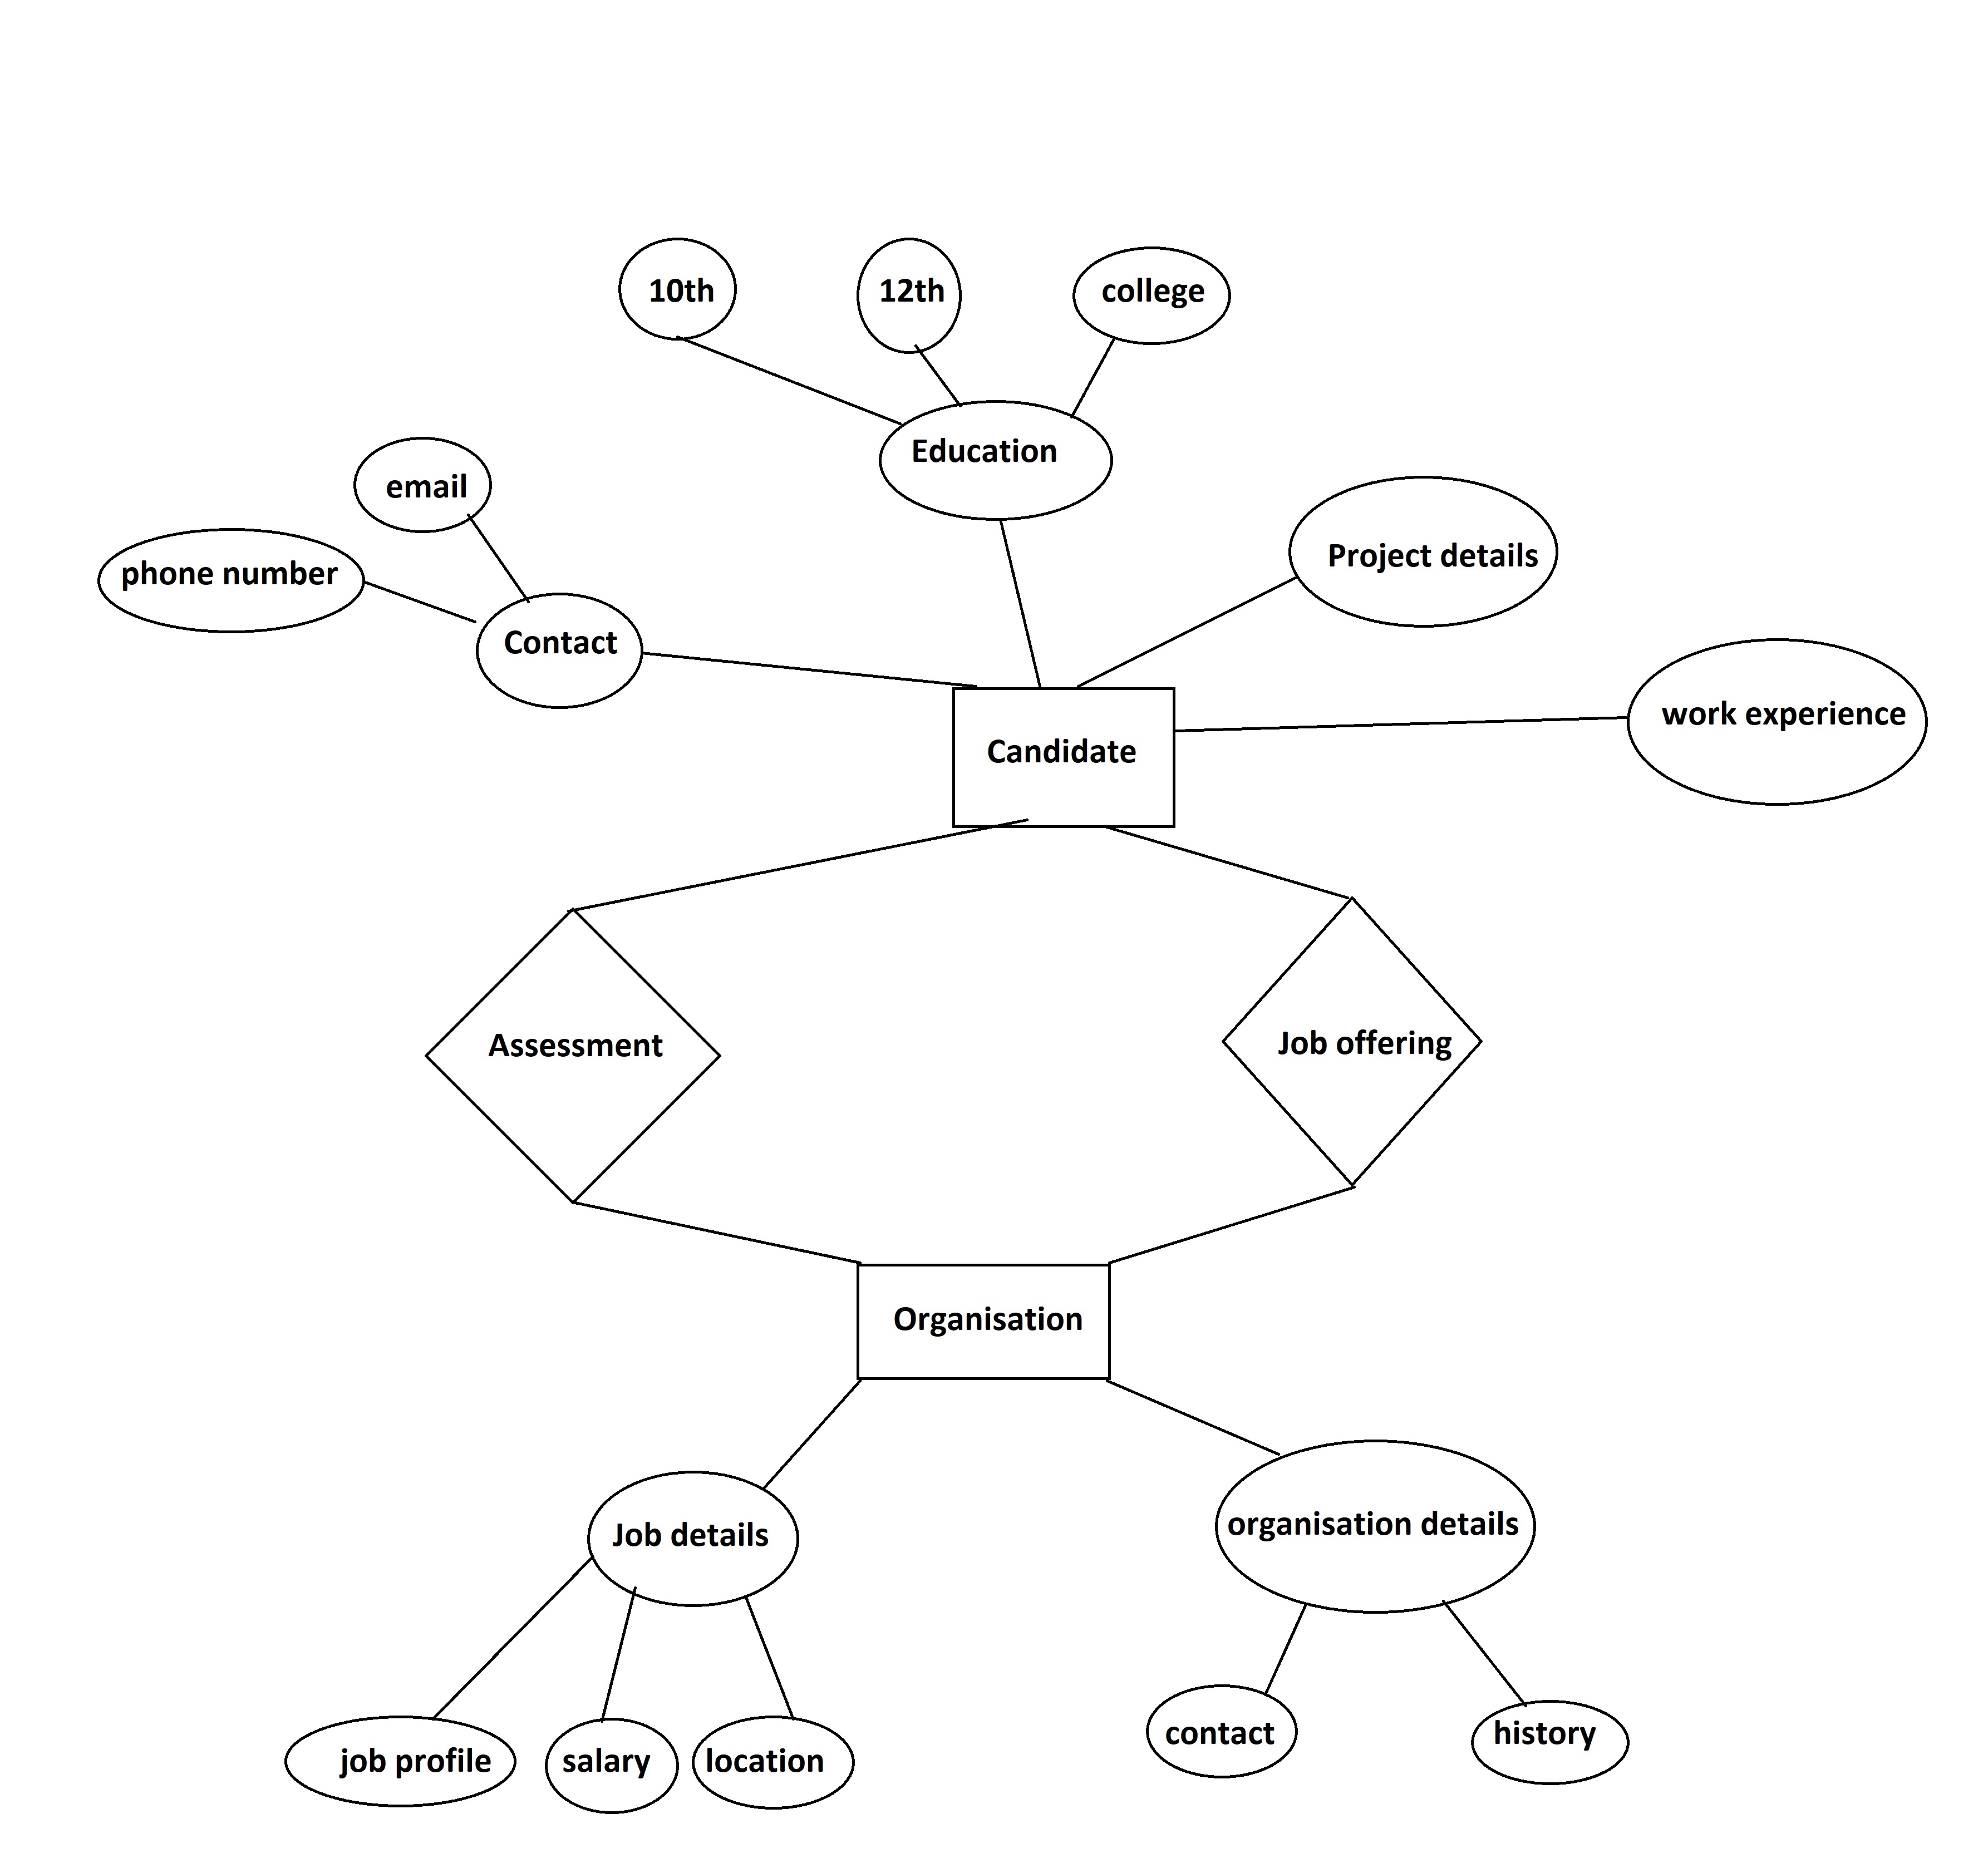 10th
12th
college
Education
email
phone number
Contact
Project details
work experience
Candidate
Assessment
Job offering
Organisation
Job details
organisation details
job profile
salary
location
contact
history